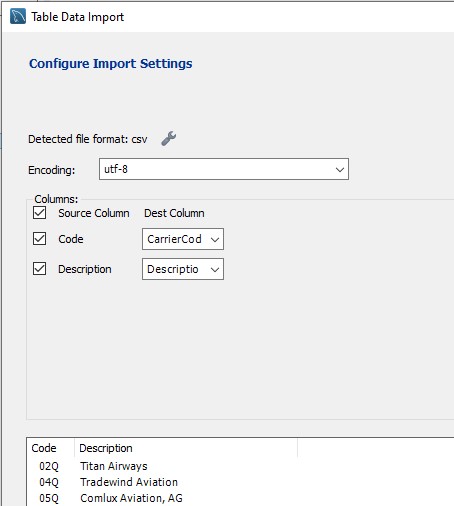 Table Data Import
Configure Import Settings
Detected file format: csv
Encoding: utf-8
Columns:
Source Column Dest Column
Code CarrierCod
Description Descriptio
Code Description
02Q Titan Airways
04Q Tradewind Aviation
05Q Comlux Aviation, AG